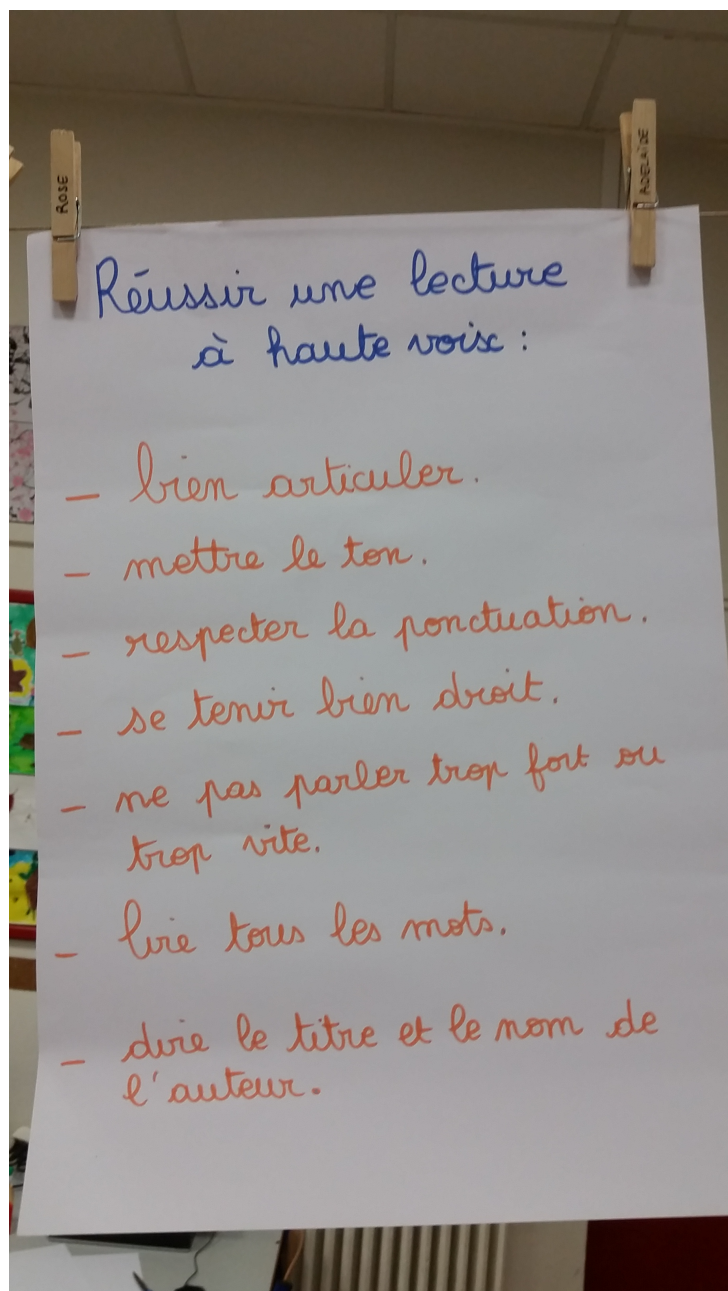 ROSE
ADELAÏDE
Réussir une lecture
à haute voix :
- bien articuler.
- mettre le ton.
- respecter la ponctuation.
- se tenir bien droit.
- ne pas parler trop fort ou
trop vite.
- lire tous les mots.
- dire le titre et le nom de
l'auteur.